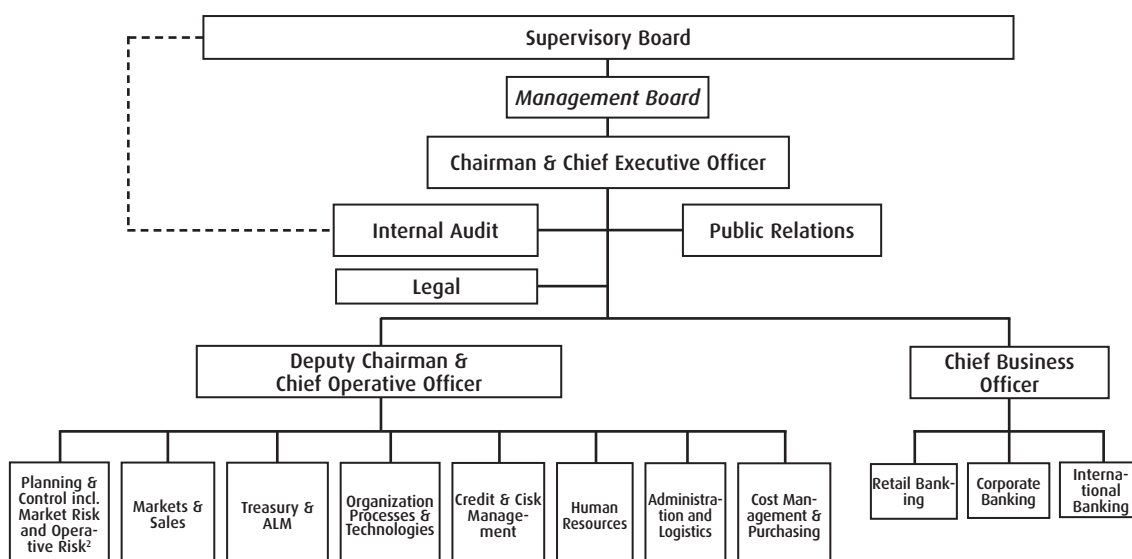 Supervisory Board
Management Board
Chairman & Chief Executive Officer
Internal Audit
Public Relations
Legal
Deputy Chairman &
Chief Operative Officer
Chief Business
Officer
Planning &
Control incl.
Market Risk
and Opera-
tive Risk²
Markets &
Sales
Treasury &
ALM
Organization
Processes &
Technologies
Credit & Cisk
Manage-
ment
Human
Resources
Administra-
tion and
Logistics
Cost Man-
agement &
Purchasing
Retail Bank-
ing
Corporate
Banking
Interna-
tional
Banking